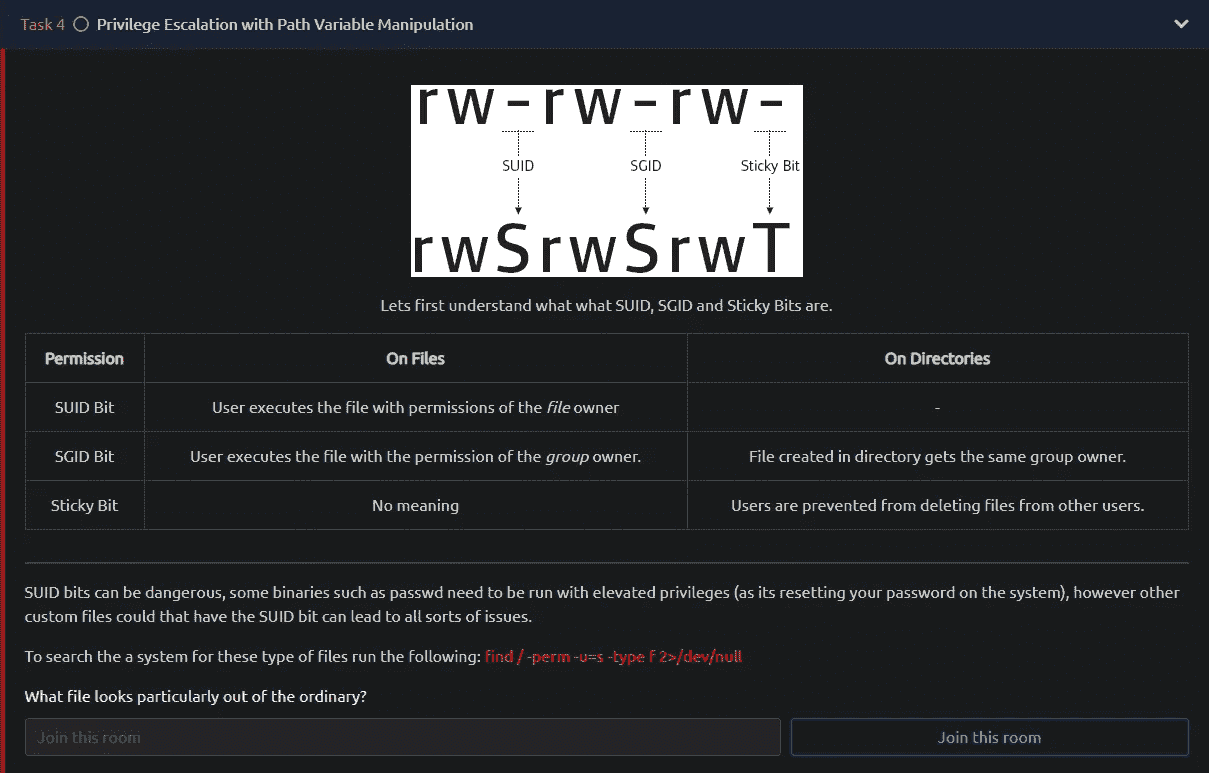 Task 4 Privilege Escalation with Path Variable Manipulation
rw-rw-rw-
SUID SGID Sticky Bit
rwSrwSrwT
Lets first understand what what SUID, SGID and Sticky Bits are.
Permission On Files On Directories
SUID Bit User executes the file with permissions of the file owner -
SGID Bit User executes the file with the permission of the group owner. File created in directory gets the same group owner.
Sticky Bit No meaning Users are prevented from deleting files from other users.
SUID bits can be dangerous, some binaries such as passwd need to be run with elevated privileges (as its resetting your password on the system), however other
custom files could that have the SUID bit can lead to all sorts of issues.
To search the a system for these type of files run the following: find / -perm -u=s -type f 2>/dev/null
What file looks particularly out of the ordinary?
Join this room Join this room